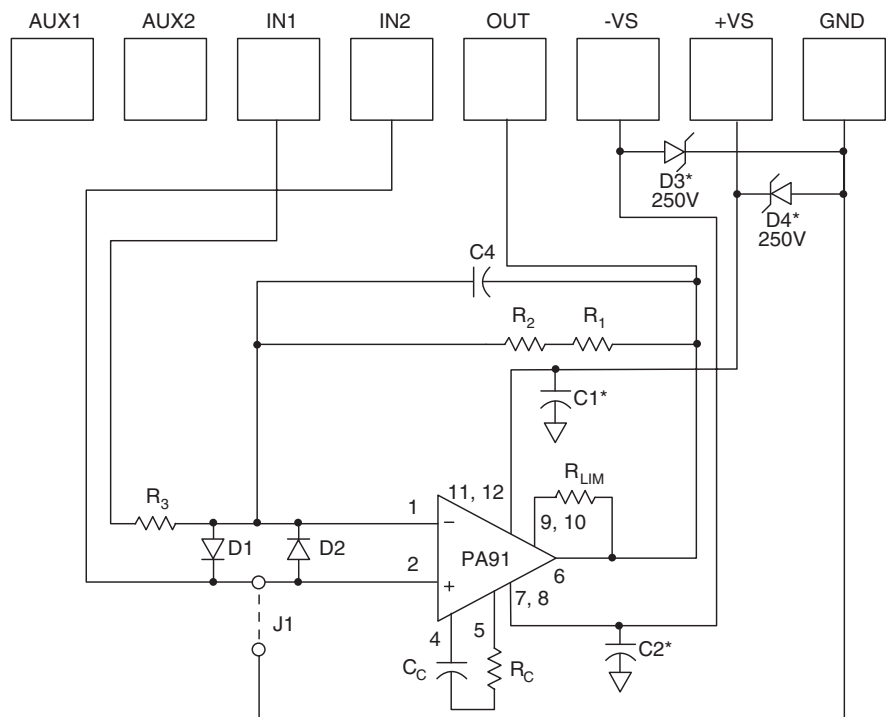 AUX1 AUX2 IN1 IN2 OUT -VS +VS GND
D3*
250V
D4*
250V
C4
R2 R1
C1*
RLIM
R3
1
11, 12
9, 10
D1
D2
2
PA91
6
7, 8
J1
4
5
C2*
CC
RC